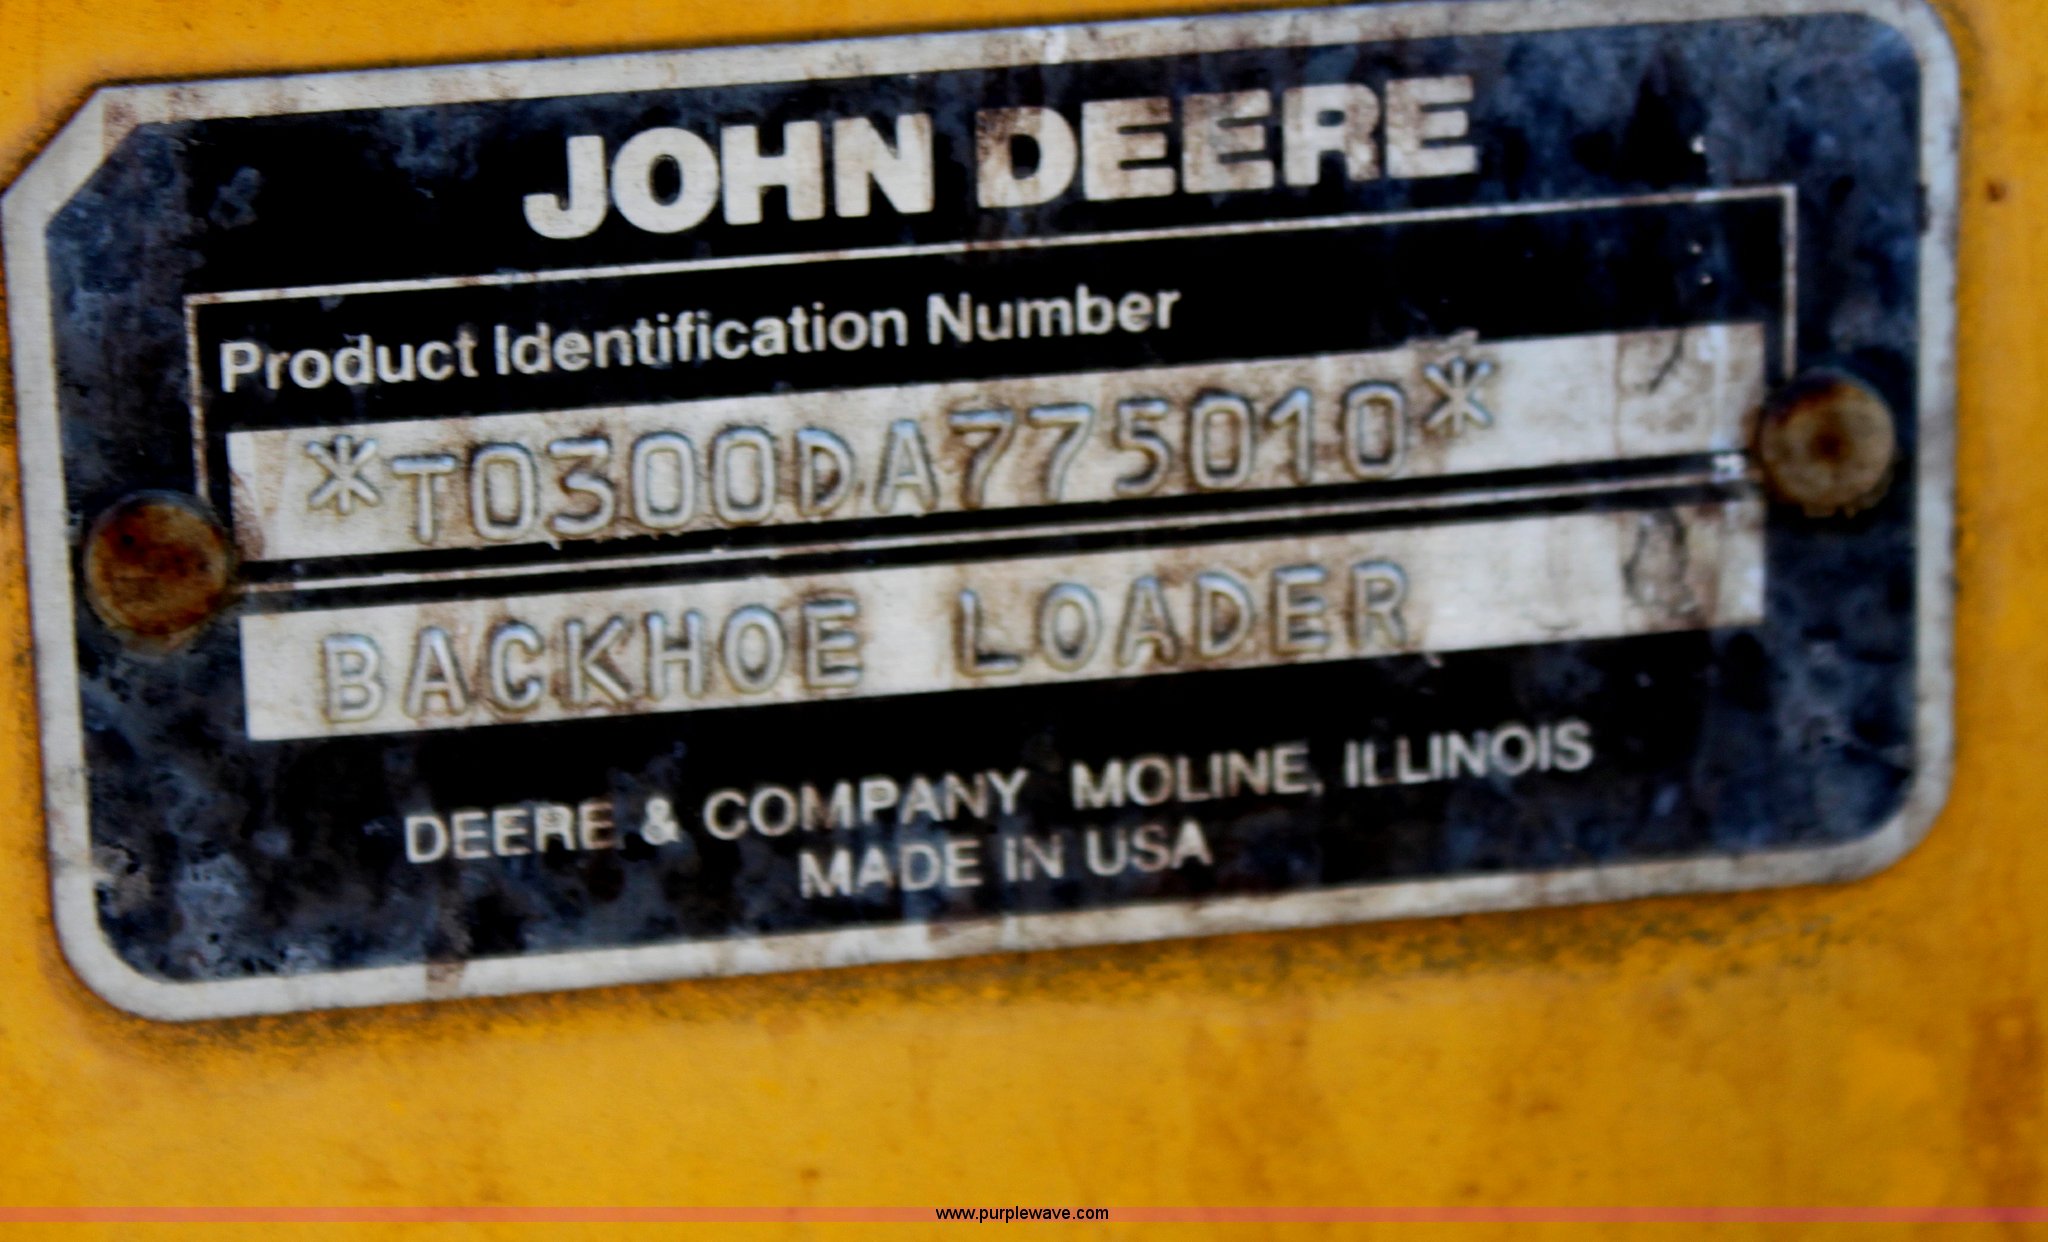 JOHN DEERE
Product Identification Number
*T0300DA775010*
BACKHOE LOADER
DEERE & COMPANY MOLINE, ILLINOIS
MADE IN USA
www.purplewave.com